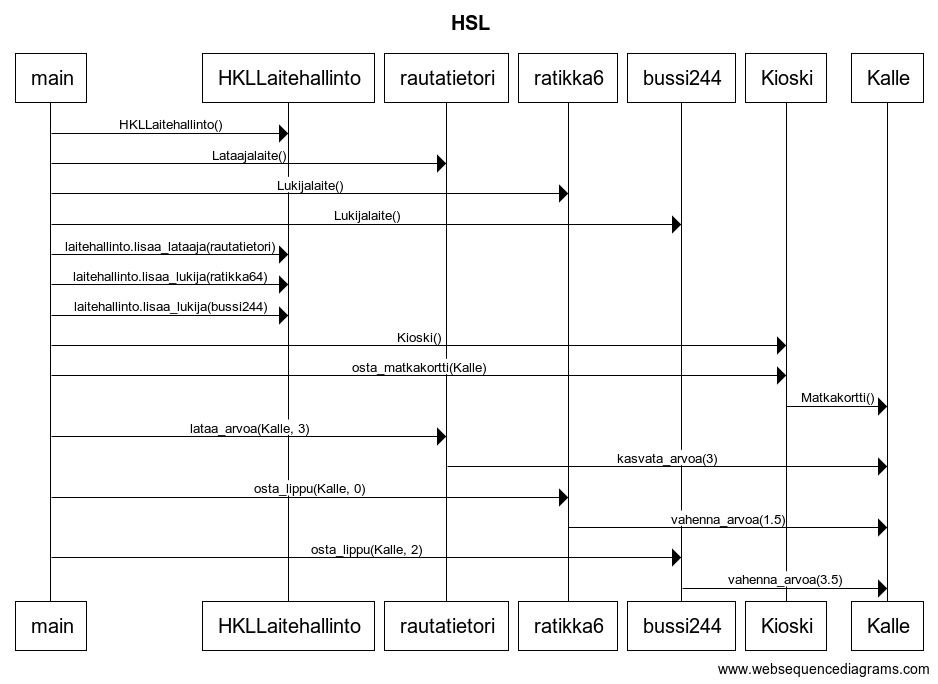 HSL
main HKLLaitehallinto rautatietori ratikka6 bussi244 Kioski Kalle
HKLLaitehallinto()
Lataajalaite()
Lukijalaite()
Lukijalaite()
laitehallinto.lisaa_lataaja(rautatietori)
laitehallinto.lisaa_lukija(ratikka64)
laitehallinto.lisaa_lukija(bussi244)
Kioski()
osta_matkakortti(Kalle)
Matkakortti()
lataa_arvoa(Kalle, 3)
kasvata_arvoa(3)
osta_lippu(Kalle, 0)
vahenna_arvoa(1.5)
osta_lippu(Kalle, 2)
vahenna_arvoa(3.5)
main HKLLaitehallinto rautatietori ratikka6 bussi244 Kioski Kalle
www.websequencediagrams.com